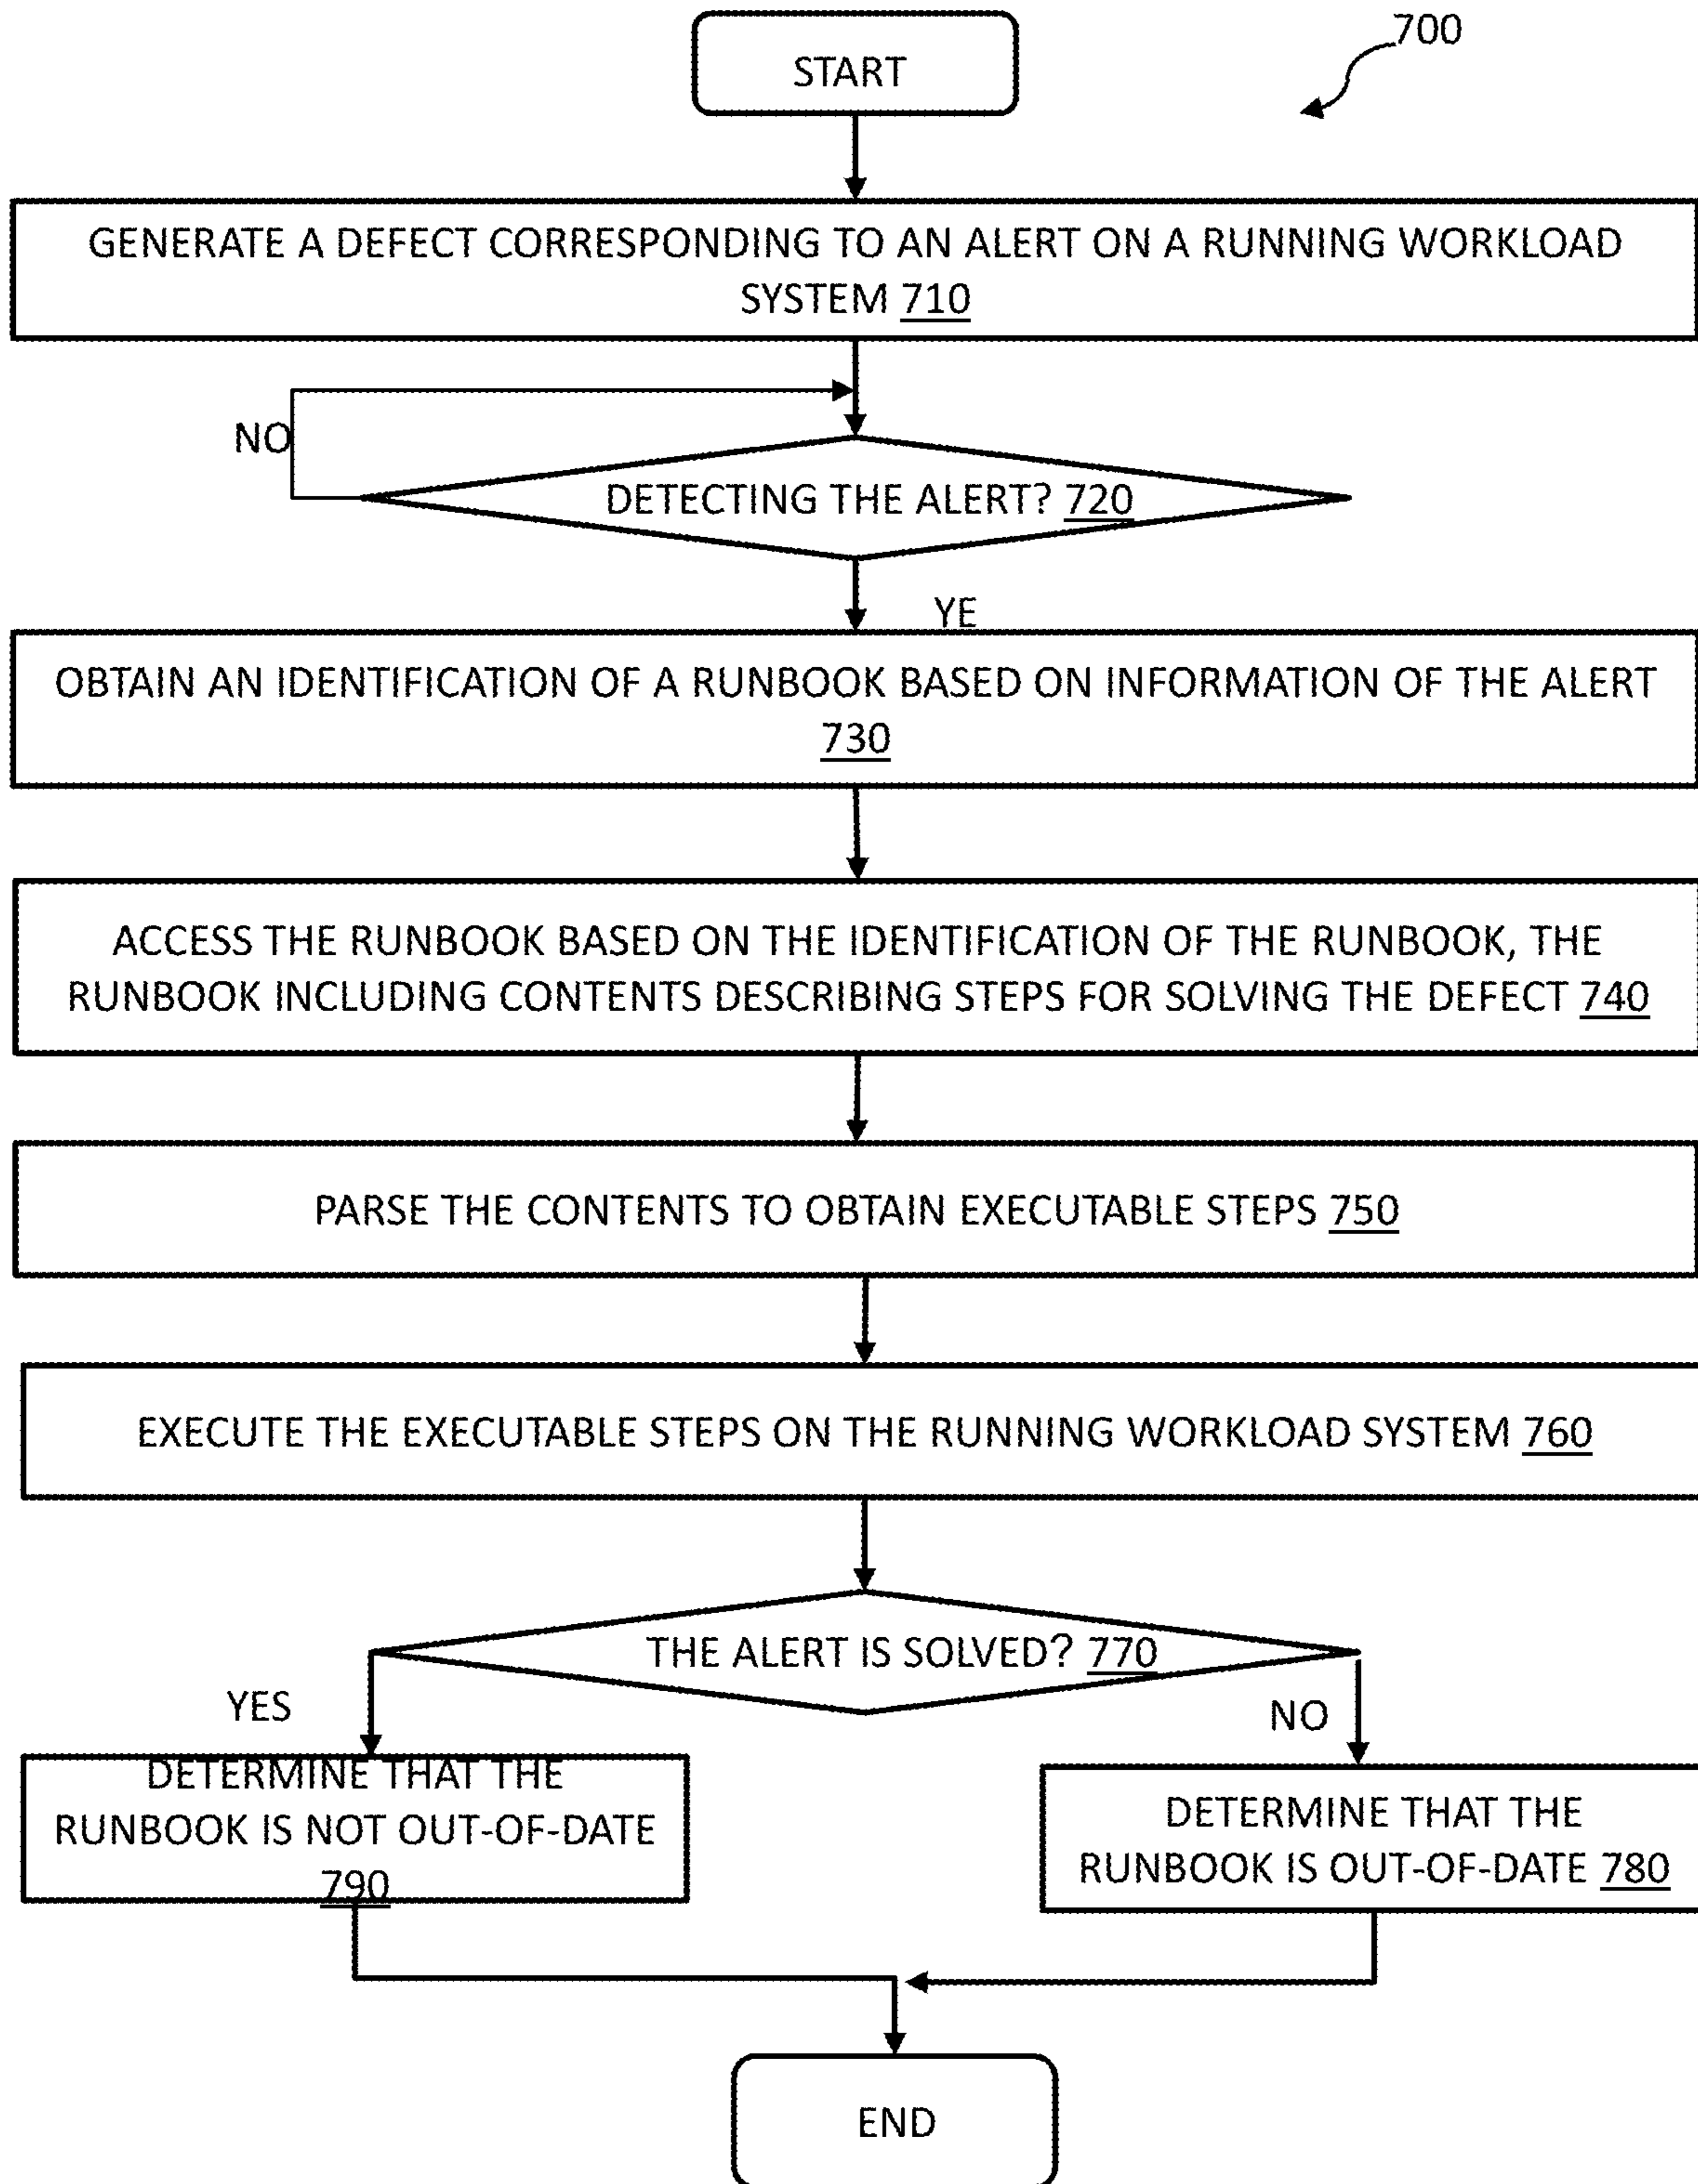 700
START
GENERATE A DEFECT CORRESPONDING TO AN ALERT ON A RUNNING WORKLOAD
SYSTEM 710
NO
DETECTING THE ALERT? 720
YE
OBTAIN AN IDENTIFICATION OF A RUNBOOK BASED ON INFORMATION OF THE ALERT
730
ACCESS THE RUNBOOK BASED ON THE IDENTIFICATION OF THE RUNBOOK, THE
RUNBOOK INCLUDING CONTENTS DESCRIBING STEPS FOR SOLVING THE DEFECT 740
PARSE THE CONTENTS TO OBTAIN EXECUTABLE STEPS 750
EXECUTE THE EXECUTABLE STEPS ON THE RUNNING WORKLOAD SYSTEM 760
THE ALERT IS SOLVED? 770
YES
NO
DETERMINE THAT THE
RUNBOOK IS NOT OUT-OF-DATE
790
DETERMINE THAT THE
RUNBOOK IS OUT-OF-DATE 780
END